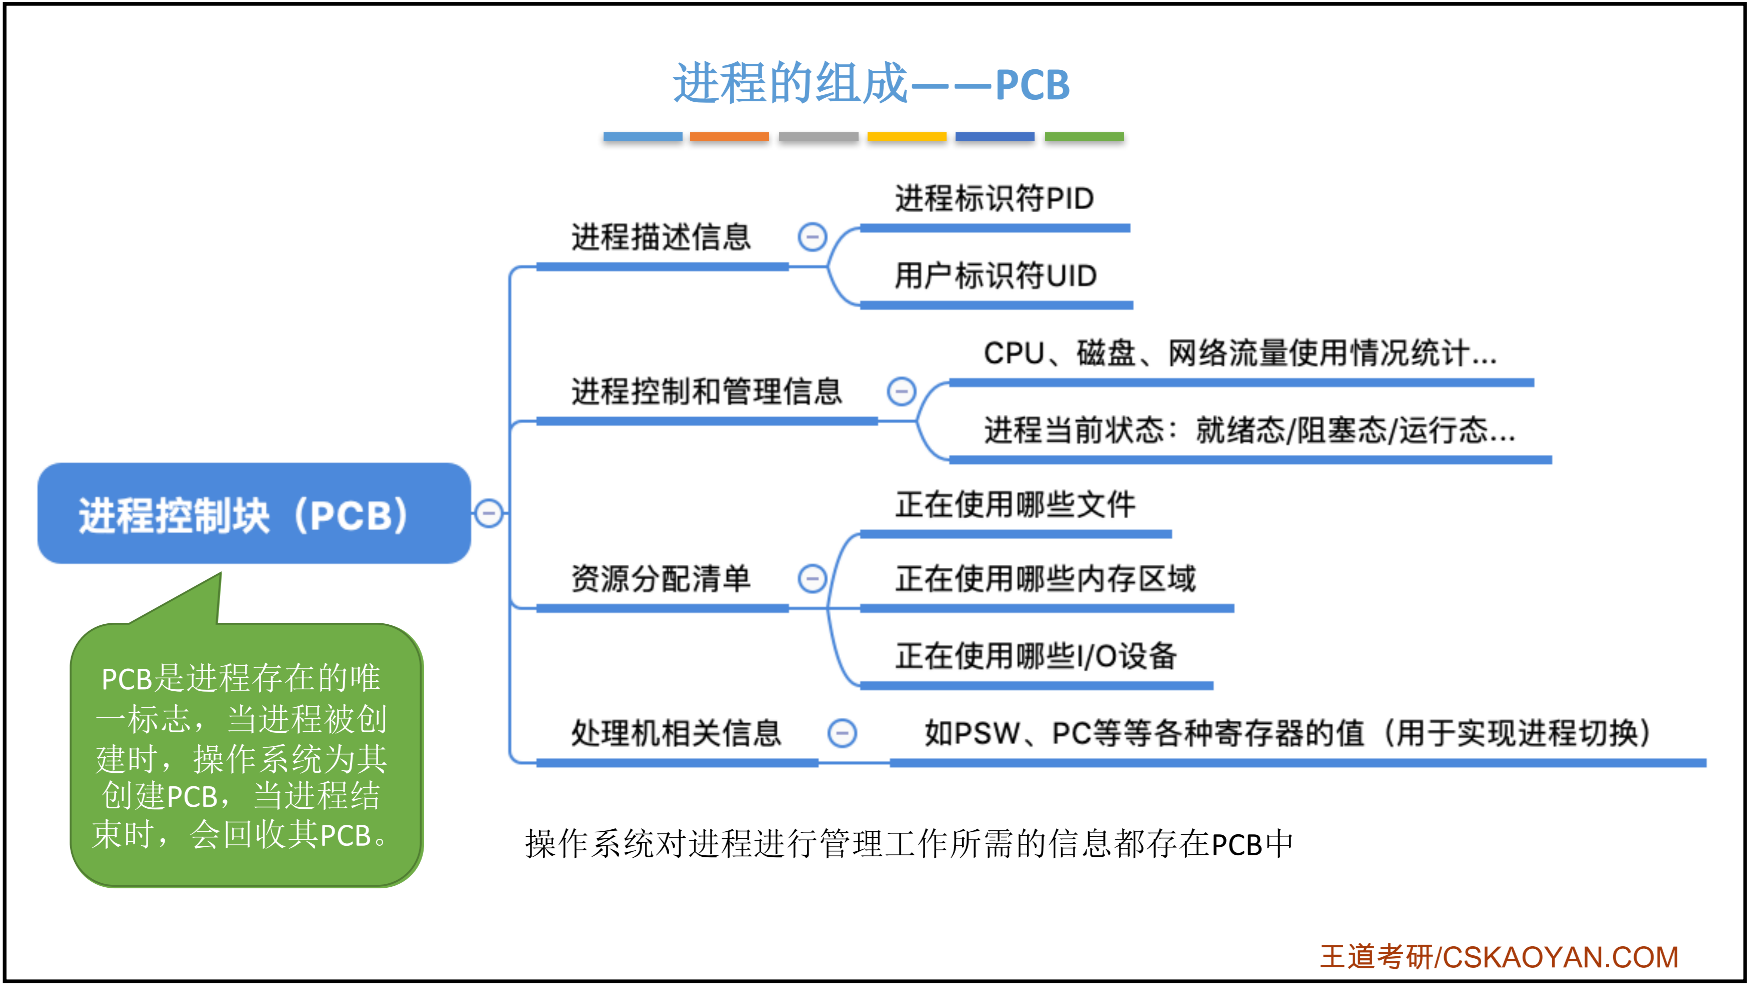 进程的组成——PCB
进程标识符PID
进程描述信息
用户标识符UID
CPU、磁盘、网络流量使用情况统计...
进程控制和管理信息
进程当前状态：就绪态/阻塞态/运行态...
进程控制块（PCB）
正在使用哪些文件
资源分配清单
正在使用哪些内存区域
正在使用哪些I/O设备
处理机相关信息
如PSW、PC等等各种寄存器的值（用于实现进程切换）
PCB是进程存在的唯
一标志，当进程被创
建时，操作系统为其
创建PCB，当进程结
束时，会回收其PCB。
操作系统对进程进行管理工作所需的信息都存在PCB中
王道考研/CSKAOYAN.COM